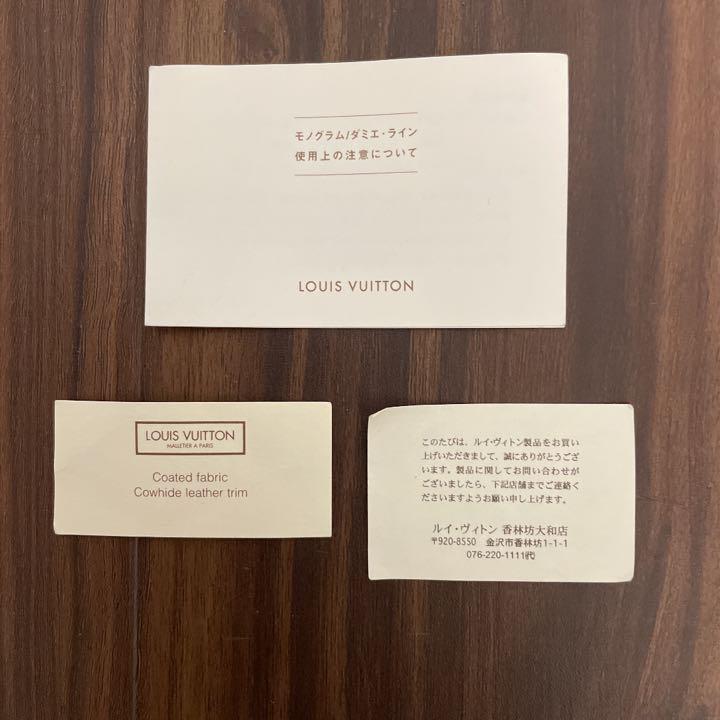 モノグラム/ダミエ・ライン
使用上の注意について
LOUIS VUITTON
LOUIS VUITTON
MALLETIER A PARIS
Coated fabric
Cowhide leather trim
このたびは、ルイ・ヴィトン製品をお買い
上げいただきまして、誠にありがとうござ
います。製品に関してお問い合わせが
ございましたら、下記店舗までご連絡く
ださいますようお願い申し上げます。
ルイ・ヴィトン 香林坊大和店
〒920-8550 金沢市香林坊1-1-1
076-220-1111代